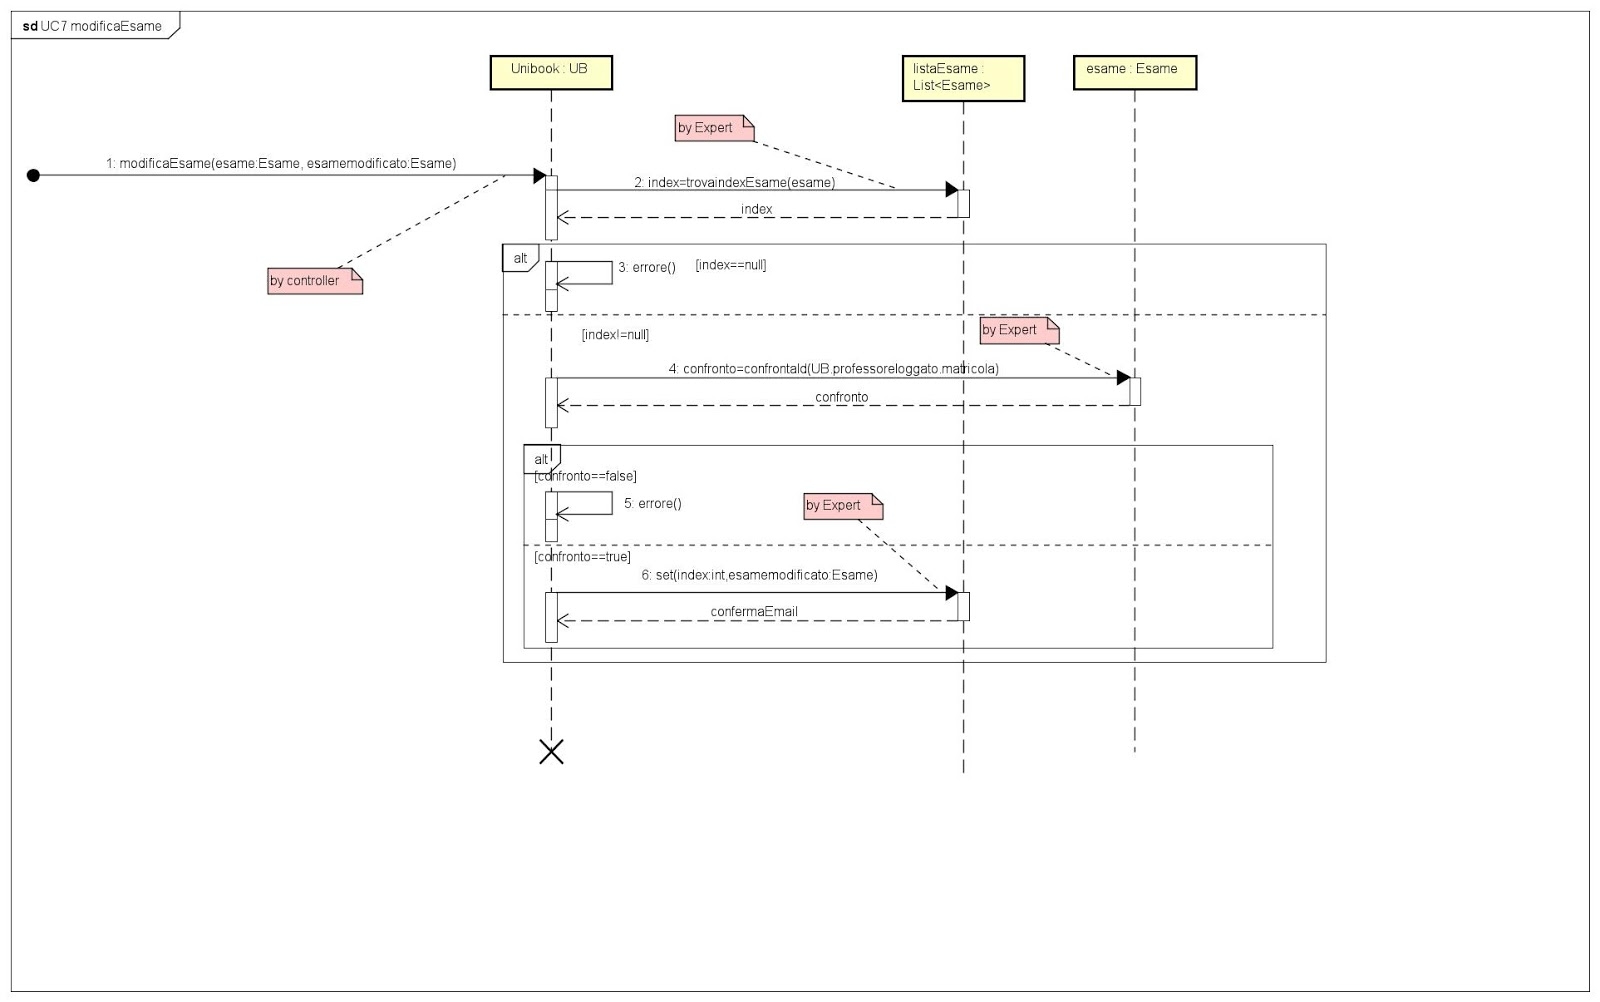 sd UC7 modificaEsame
Unibook : UB
listaEsame :
List<Esame>
esame : Esame
by Expert
1: modificaEsame(esame:Esame, esamemodificato:Esame)
2: index=trovaindexEsame(esame)
index
by controller
alt
3: errore()
[index==null]
[index!=null]
by Expert
4: confronto=confrontaId(UB.professoreloggato.matricola)
confronto
alt
[confronto==false]
5: errore()
by Expert
[confronto==true]
6: set(index:int,esamemodificato:Esame)
confermaEmail